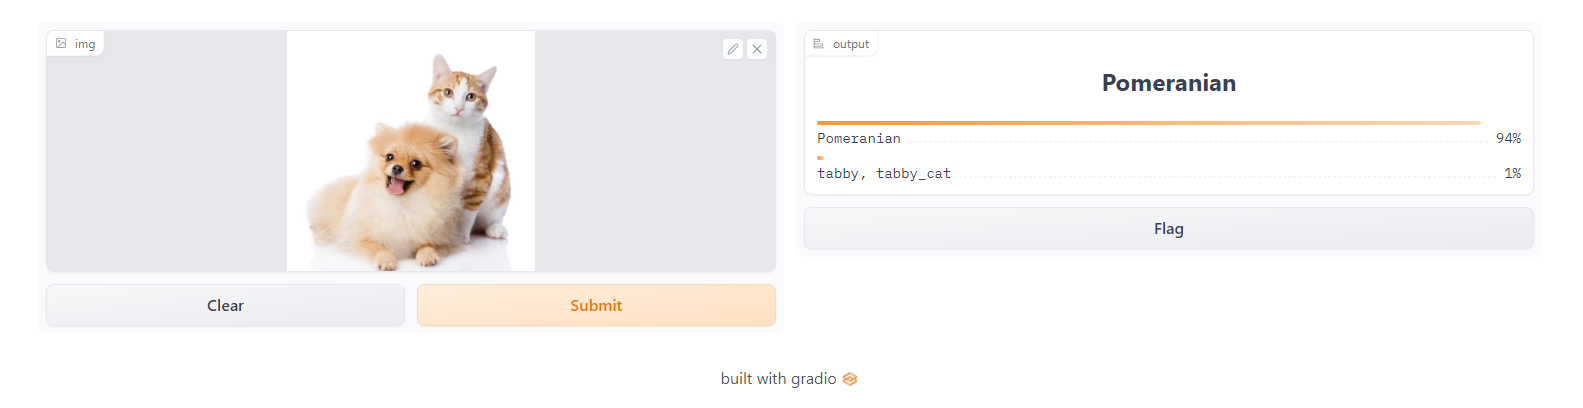 img
Clear
Submit
output
Pomeranian
Pomeranian 94%
tabby, tabby_cat 1%
Flag
built with gradio